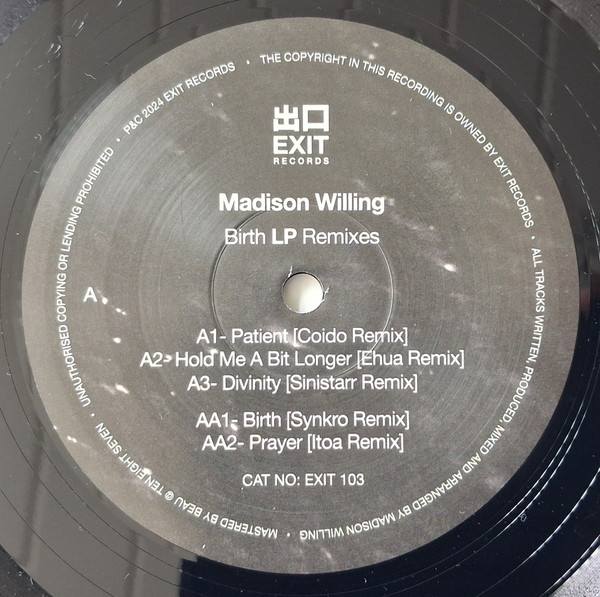 UNAUTHORISED COPYING OR LENDING PROHIBITED • P&C 2024 EXIT RECORDS • THE COPYRIGHT IN THIS RECORDING IS OWNED BY EXIT RECORDS • ALL TRACKS WRITTEN, PRODUCED, MIXED AND ARRANGED BY MADISON WILLING • MASTERED BY BEAU @ TEN EIGHT SEVEN •
出口
EXIT
RECORDS
Madison Willing
Birth LP Remixes
A
A1- Patient [Coido Remix]
A2- Hold Me A Bit Longer [Ehua Remix]
A3- Divinity [Sinistarr Remix]
AA1- Birth [Synkro Remix]
AA2- Prayer [Itoa Remix]
CAT NO: EXIT 103